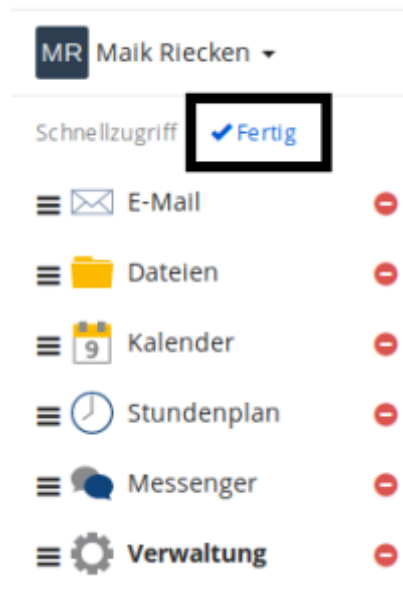 MR Maik Riecken
Schnellzugriff Fertig
E-Mail
Dateien
9 Kalender
Stundenplan
Messenger
Verwaltung